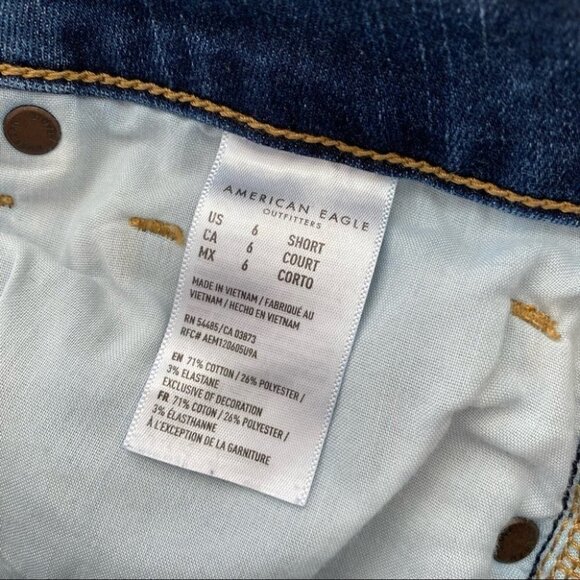 AMERICAN EAGLE
OUTFITTERS
US 6 SHORT
CA 6 COURT
MX 6 CORTO
MADE IN VIETNAM / FABRIQUÉ AU
VIETNAM / HECHO EN VIETNAM
RN 54485/CA 03873
RFC# AEM120605U9A
EN 71% COTTON / 26% POLYESTER /
3% ELASTANE
EXCLUSIVE OF DECORATION
FR 71% COTON / 26% POLYESTER /
3% ÉLASTHANNE
À L'EXCEPTION DE LA GARNITURE